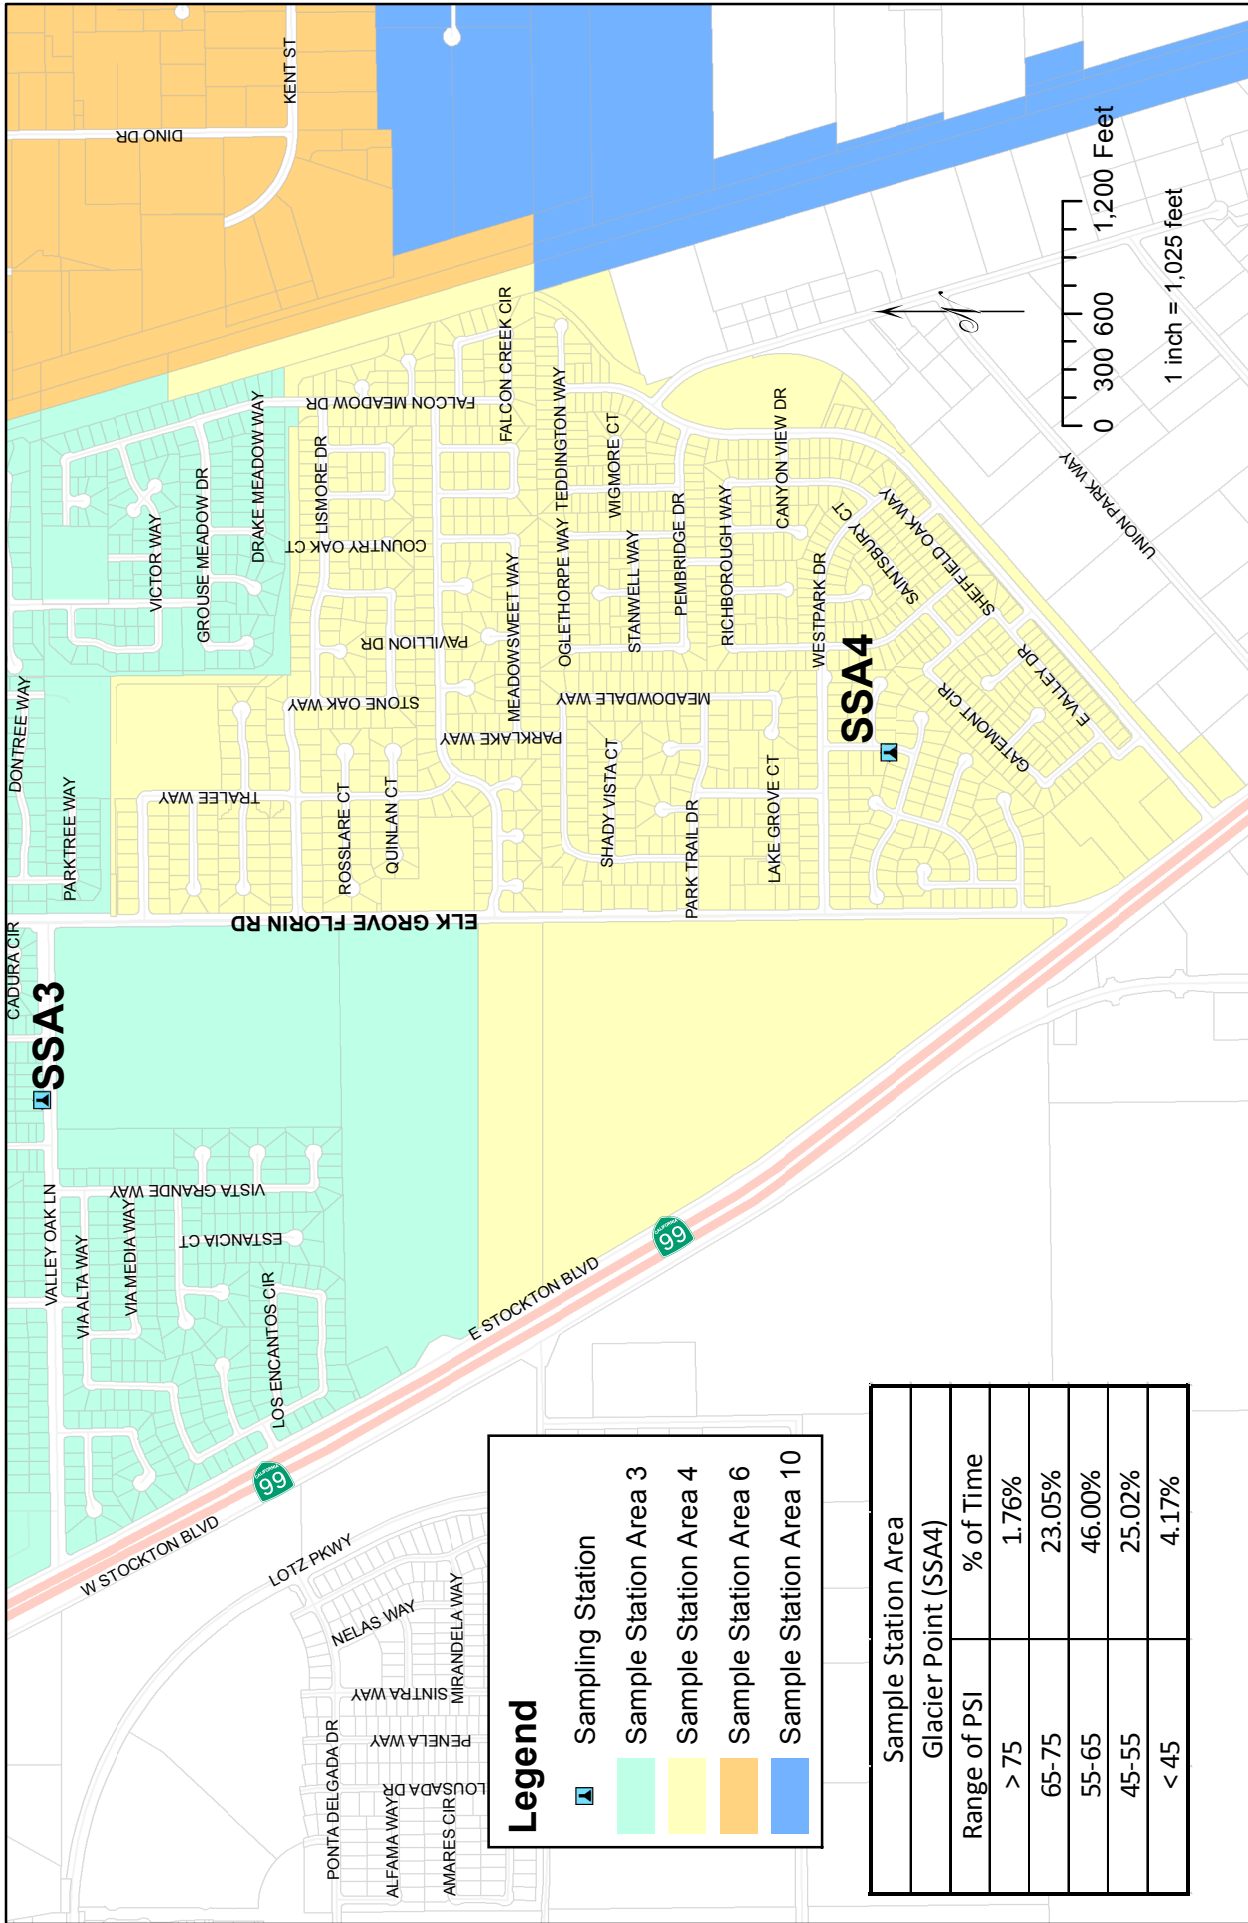 CADURA CIR
SSA3
DONTREE WAY
PARKTREE WAY
VALLEY OAK LN
VIA ALTA WAY
VIA MEDIA WAY
VISTA GRANDE WAY
ESTANCIA CT
LOS ENCANTOS CIR
ELK GROVE FLORIN RD
TRALEE WAY
ROSSLARE CT
QUINLAN CT
STONE OAK WAY
PAVILLION DR
COUNTRY OAK CT
LISMORE DR
VICTOR WAY
GROUSE MEADOW DR
DRAKE MEADOW WAY
FALCON MEADOW DR
FALCON CREEK CIR
DINO DR
KENT ST
MEADOWSWEET WAY
PARKLAKE WAY
OGLETHORPE WAY
TEDDINGTON WAY
WIGMORE CT
STANWELL WAY
PEMBRIDGE DR
RICHBOROUGH WAY
CANYON VIEW DR
MEADOWDALE WAY
SHADY VISTA CT
PARK TRAIL DR
LAKE GROVE CT
WESTPARK DR
SSA4
SAINTSBURY CT
SHEFFIELD OAK WAY
GATEMONT CIR
E VALLEY DR
UNION PARK WAY
E STOCKTON BLVD
W STOCKTON BLVD
CALIFORNIA
99
CALIFORNIA
99
LOTZ PKWY
NELAS WAY
MIRANDELA WAY
SINTRA WAY
PENELA WAY
LOUSADA DR
PONTA DELGADA DR
ALFAMA WAY
AMARES CIR
N
0 300 600 1,200 Feet
1 inch = 1,025 feet
Legend
Sampling Station
Sample Station Area 3
Sample Station Area 4
Sample Station Area 6
Sample Station Area 10
Sample Station Area
Glacier Point (SSA4)
Range of PSI % of Time
> 75 1.76%
65-75 23.05%
55-65 46.00%
45-55 25.02%
< 45 4.17%